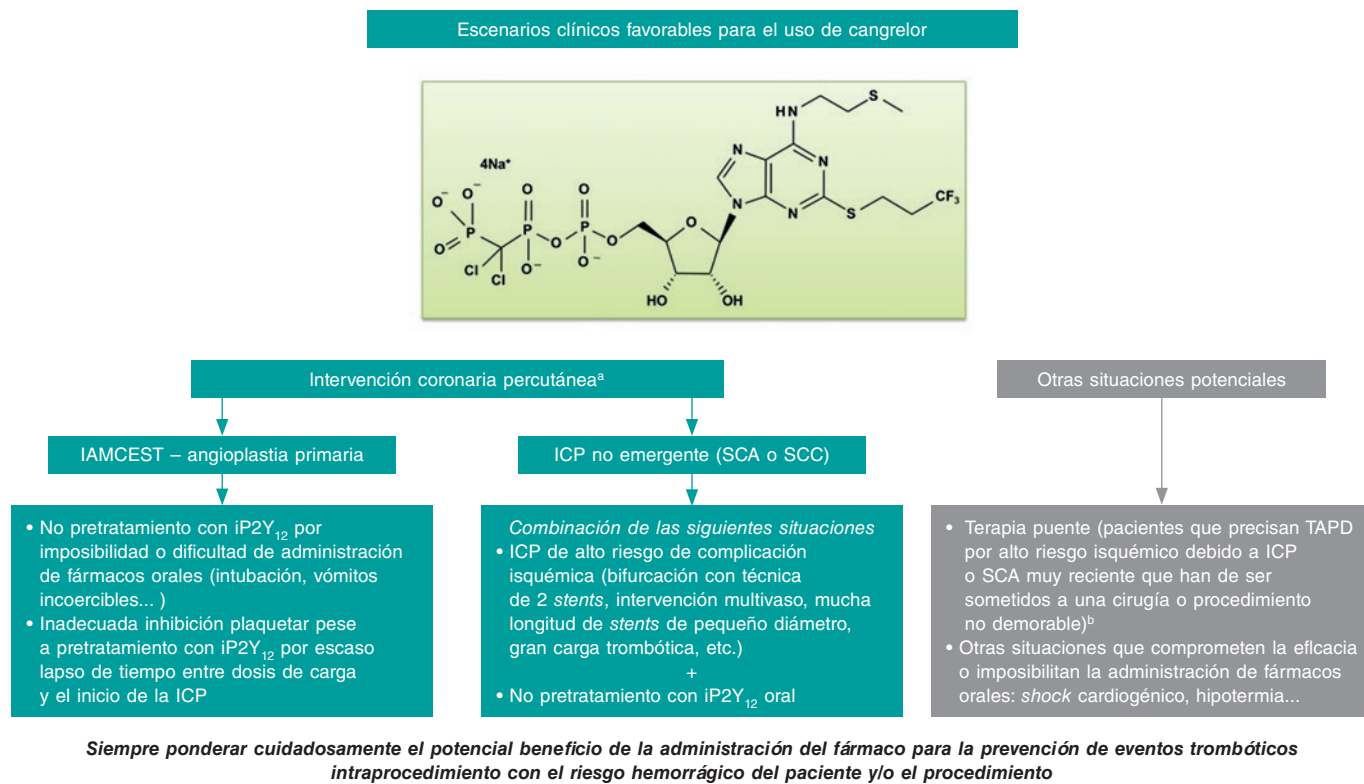 Escenarios clínicos favorables para el uso de cangrelor
S
HN
N
N
4Na⁺
N
N
S
CF₃
O⁻
O⁻
O
O
O
P
P
O
P
O
O
Cl
Cl
O⁻
O⁻
HO
OH
Intervención coronaria percutáneaᵃ
Otras situaciones potenciales
IAMCEST – angioplastia primaria
ICP no emergente (SCA o SCC)
• No pretratamiento con iP2Y₁₂ por
imposibilidad o dificultad de administración
de fármacos orales (intubación, vómitos
incoercibles... )
• Inadecuada inhibición plaquetar pese
a pretratamiento con iP2Y₁₂ por escaso
lapso de tiempo entre dosis de carga
y el inicio de la ICP
Combinación de las siguientes situaciones
• ICP de alto riesgo de complicación
isquémica (bifurcación con técnica
de 2 stents, intervención multivaso, mucha
longitud de stents de pequeño diámetro,
gran carga trombótica, etc.)
+
• No pretratamiento con iP2Y₁₂ oral
• Terapia puente (pacientes que precisan TAPD
por alto riesgo isquémico debido a ICP
o SCA muy reciente que han de ser
sometidos a una cirugía o procedimiento
no demorable)ᵇ
• Otras situaciones que comprometen la eficacia
o imposibilitan la administración de fármacos
orales: shock cardiogénico, hipotermia...
Siempre ponderar cuidadosamente el potencial beneficio de la administración del fármaco para la prevención de eventos trombóticos
intraprocedimiento con el riesgo hemorrágico del paciente y/o el procedimiento